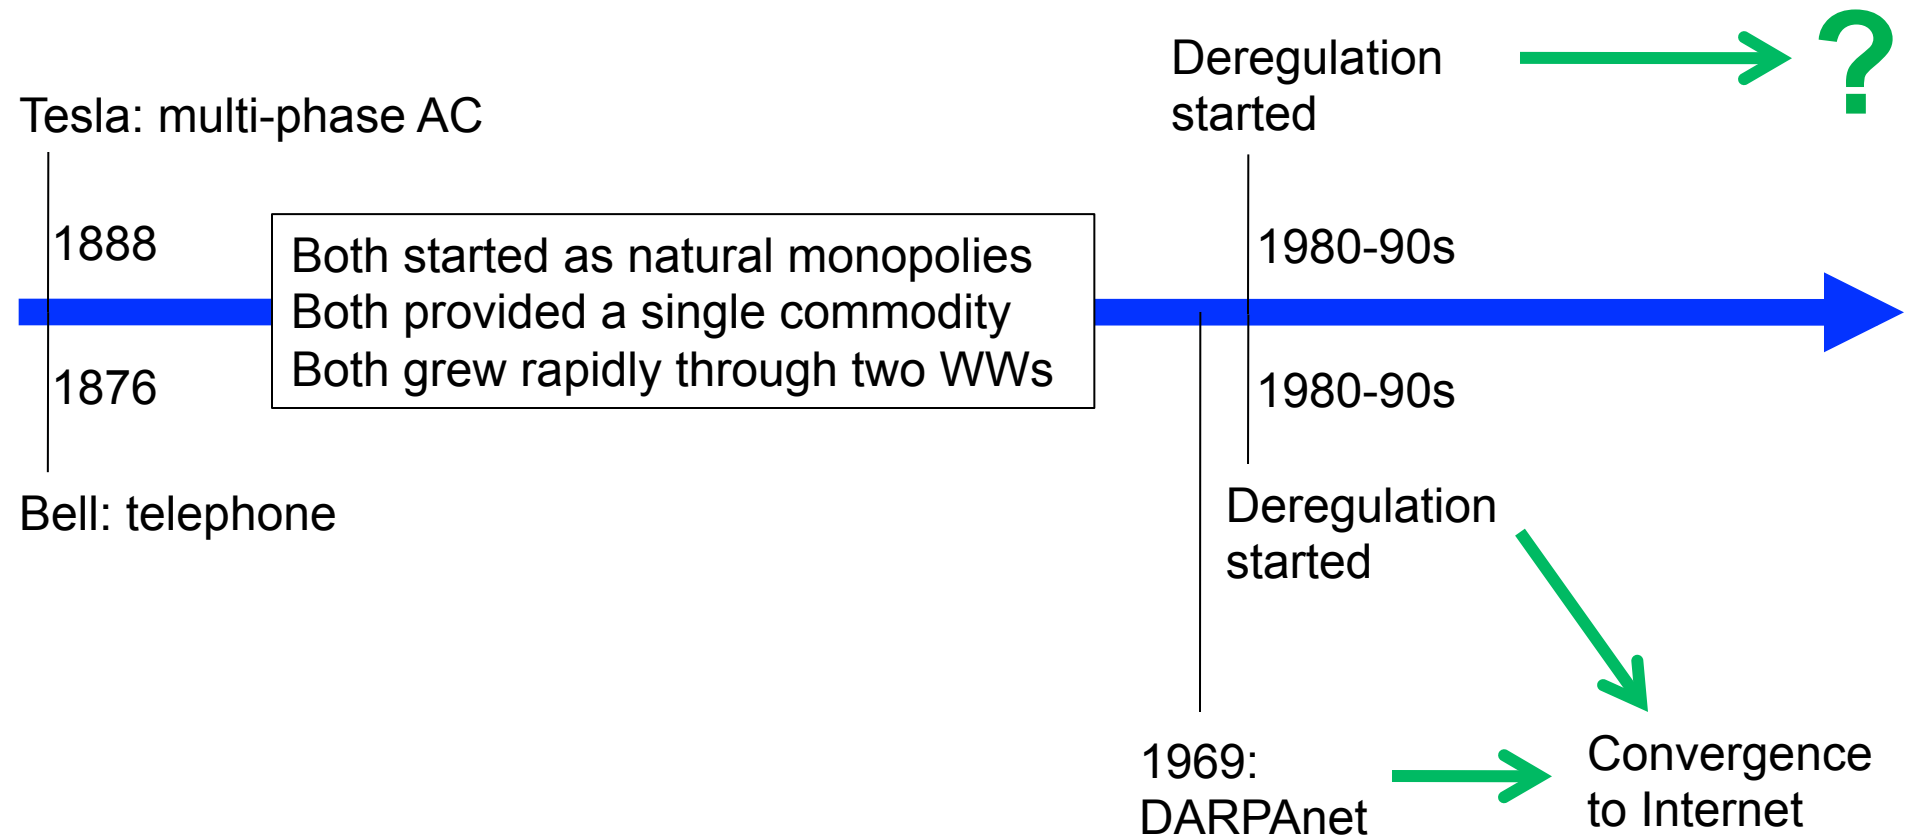 Deregulation
started
?
Tesla: multi-phase AC
1888
Both started as natural monopolies
Both provided a single commodity
Both grew rapidly through two WWs
1980-90s
1876
1980-90s
Bell: telephone
Deregulation
started
1969:
DARPAnet
Convergence
to Internet